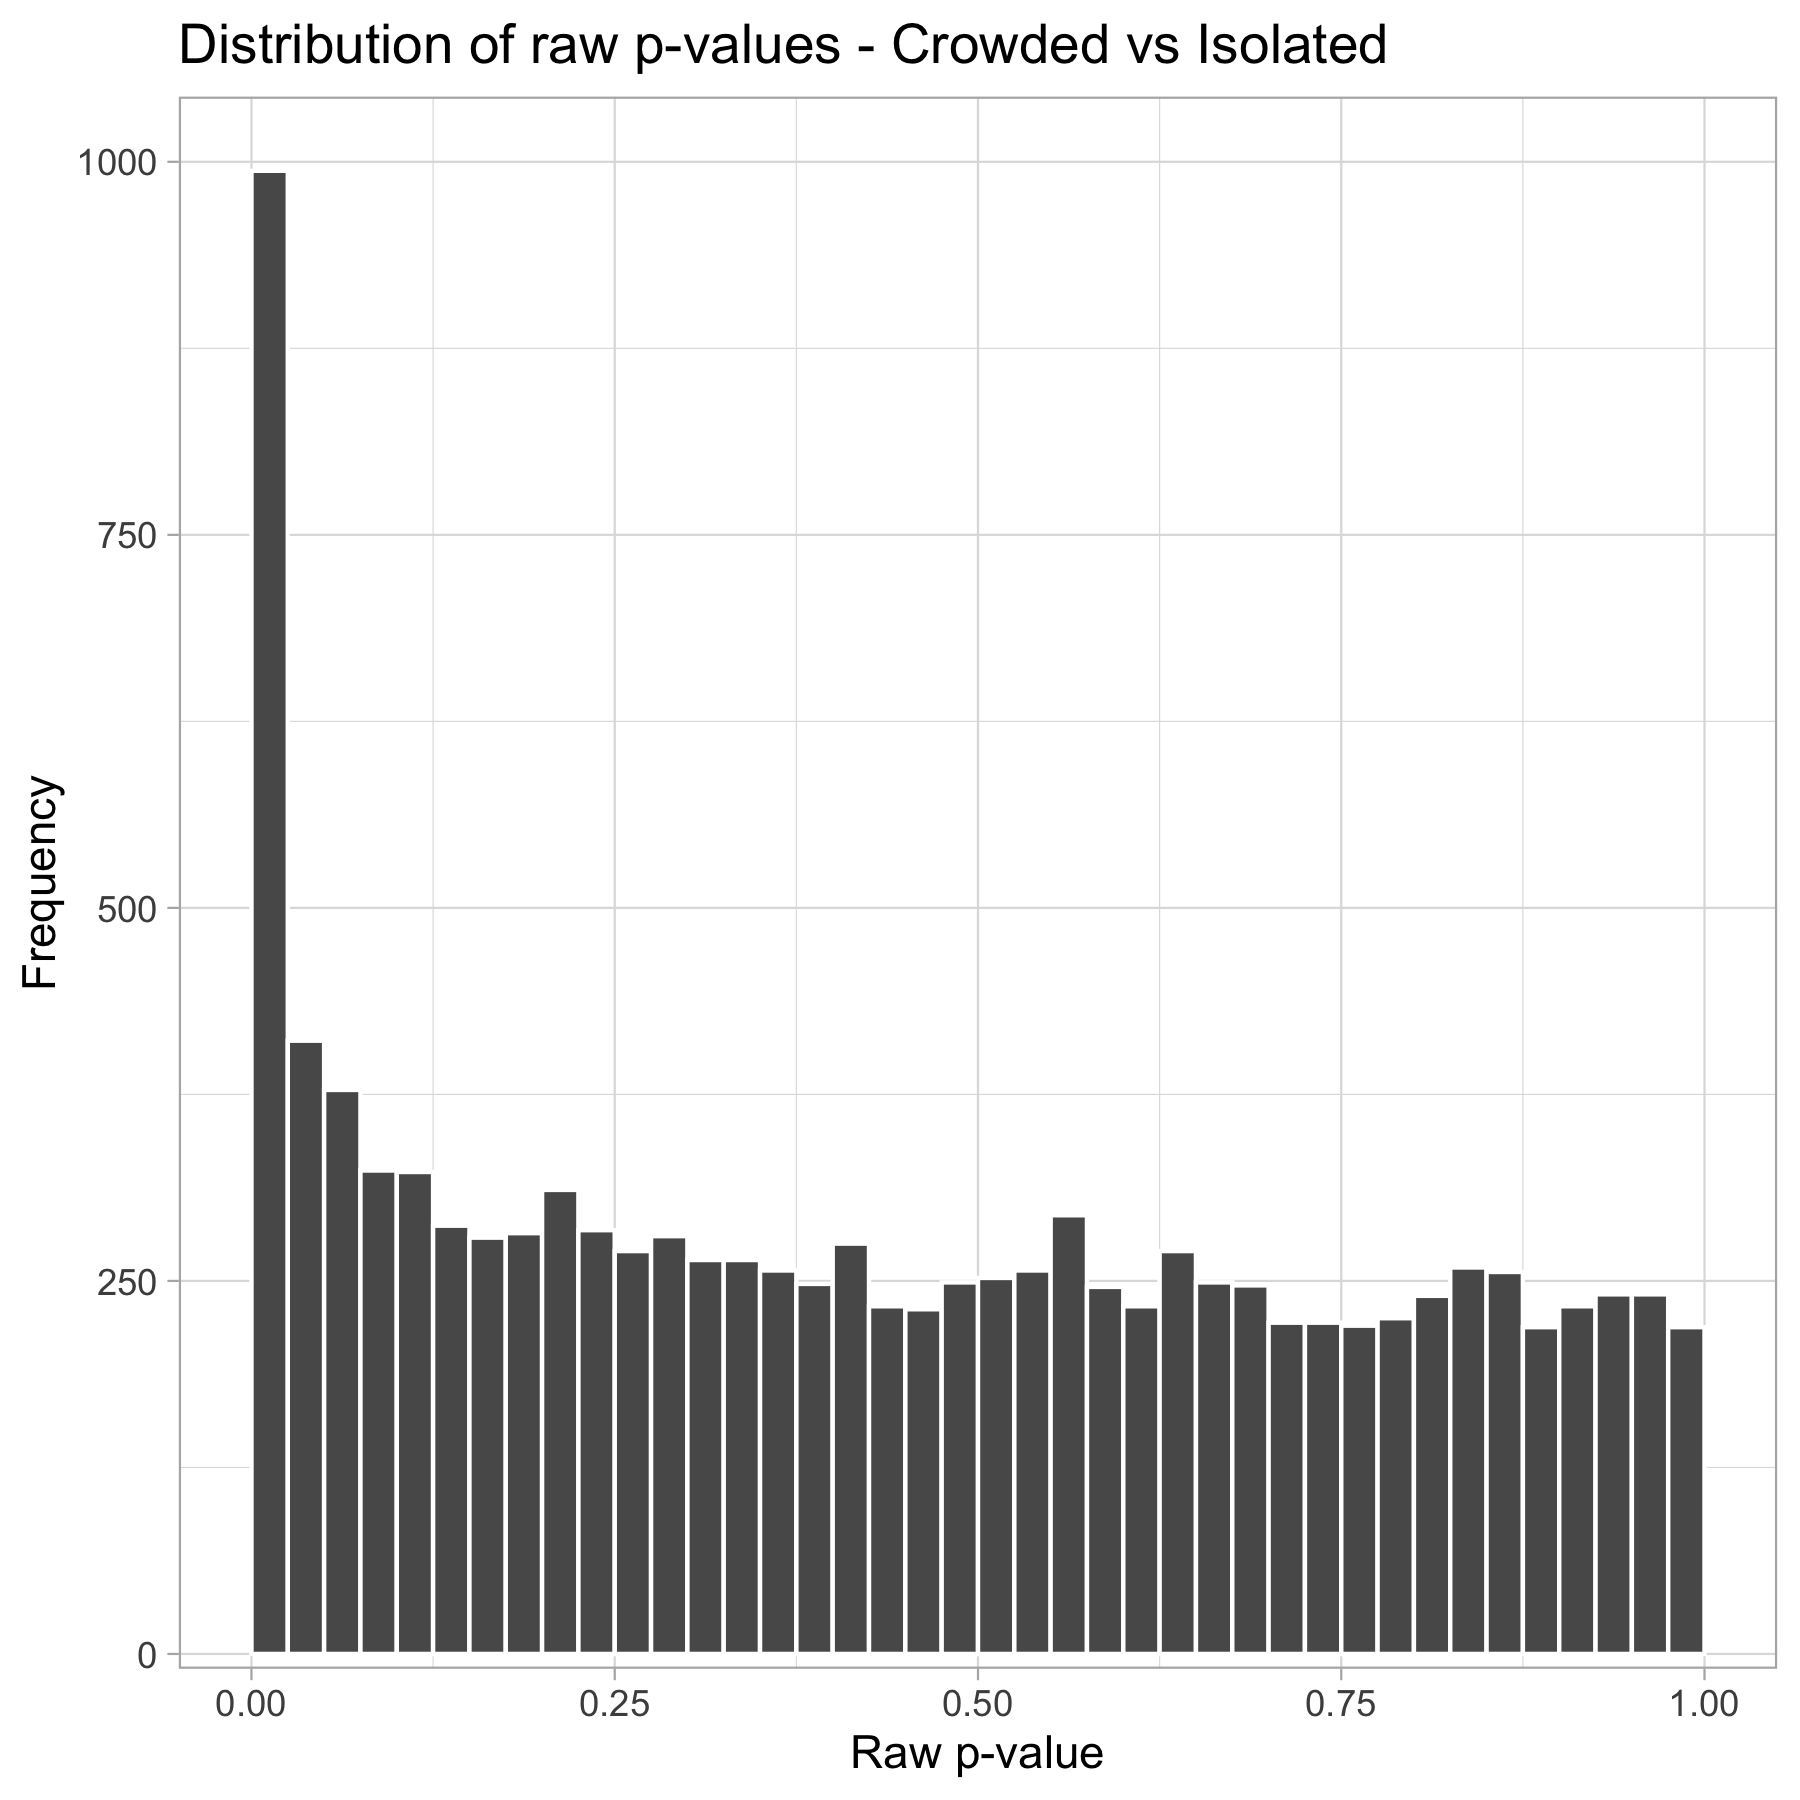 Distribution of raw p-values - Crowded vs Isolated
1000
750
500
250
0
Frequency
0.00 0.25 0.50 0.75 1.00
Raw p-value